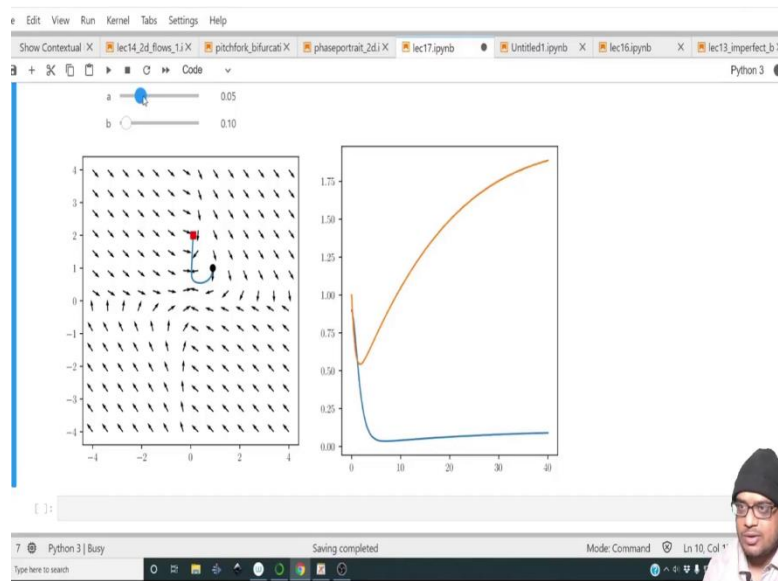 e Edit View Run Kernel Tabs Settings Help
Show Contextual X lec14_2d_flows_1.i X pitchfork_bifurcati X phaseportrait_2d.i X lec17.ipynb Untitled1.ipynb X lec16.ipynb X lec13_imperfect_b
Code Python 3
a 0.05
b 0.10
4
3
2
1
0
−1
−2
−3
−4
−4 −2 0 2 4
1.75
1.50
1.25
1.00
0.75
0.50
0.25
0.00
0 10 20 30 40
[ ]:
7 Python 3 | Busy Saving completed Mode: Command Ln 10, Col 1
Type here to search